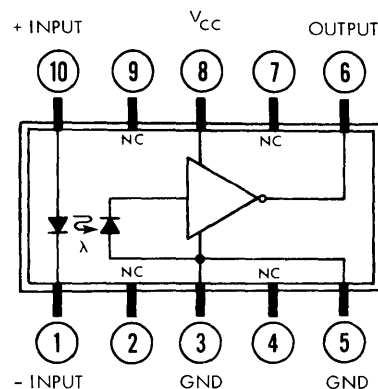 + INPUT VCC OUTPUT
10 9 8 7 6
NC NC
λ
NC NC
1 2 3 4 5
– INPUT GND GND